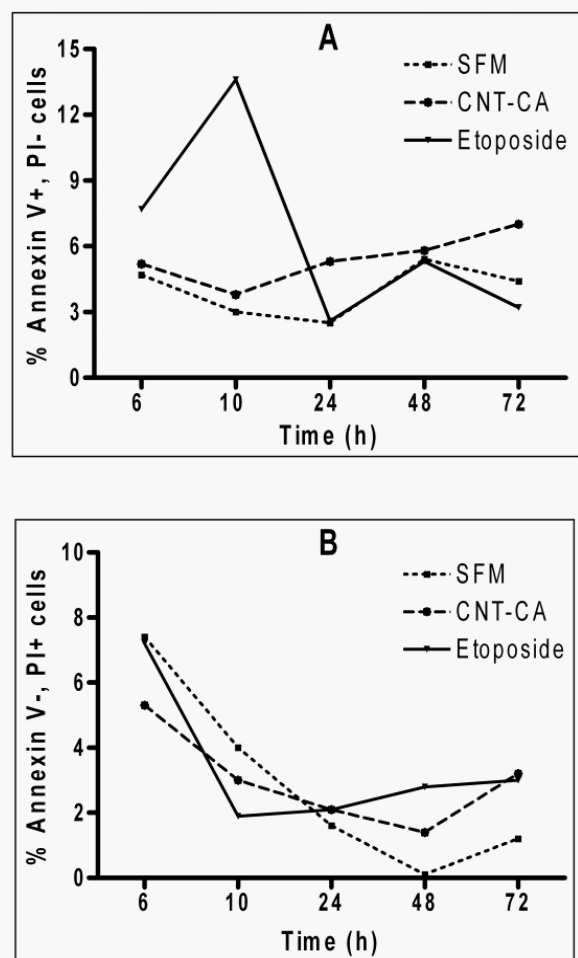 A
SFM
CNT-CA
Etoposide
% Annexin V+, PI- cells
15
12
9
6
3
0
6 10 24 48 72
Time (h)
B
SFM
CNT-CA
Etoposide
% Annexin V-, PI+ cells
10
8
6
4
2
0
6 10 24 48 72
Time (h)